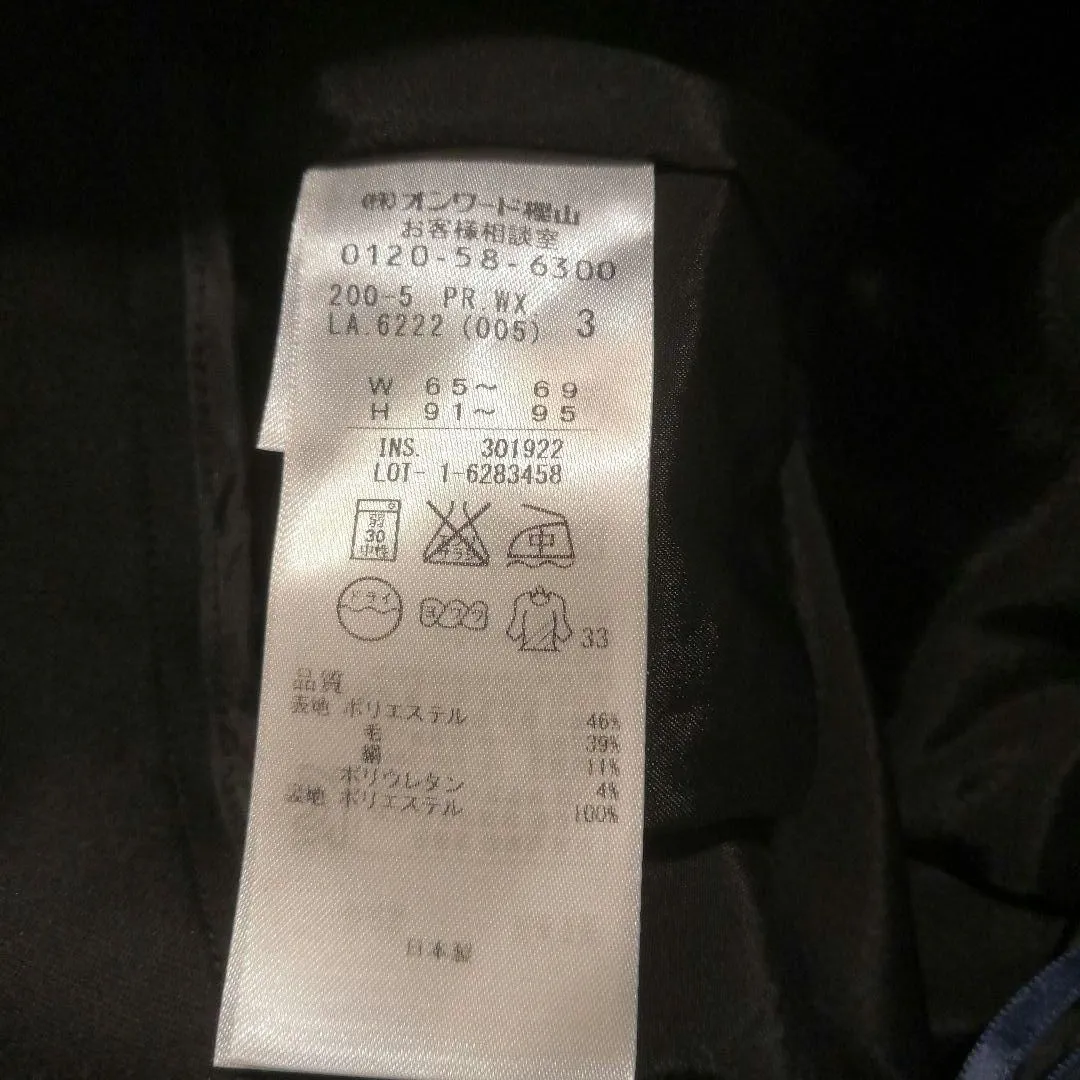 ㈱オンワード樫山
お客様相談室
0120-58-6300
200-5 PR WX
LA.6222 (005) 3
W 65～ 69
H 91～ 95
INS. 301922
LOT- 1-6283458
弱
30
中性
中
ドライ
33
品質
表地 ポリエステル 46%
毛 39%
綿 11%
ポリウレタン 4%
ポリエステル 100%
日本製